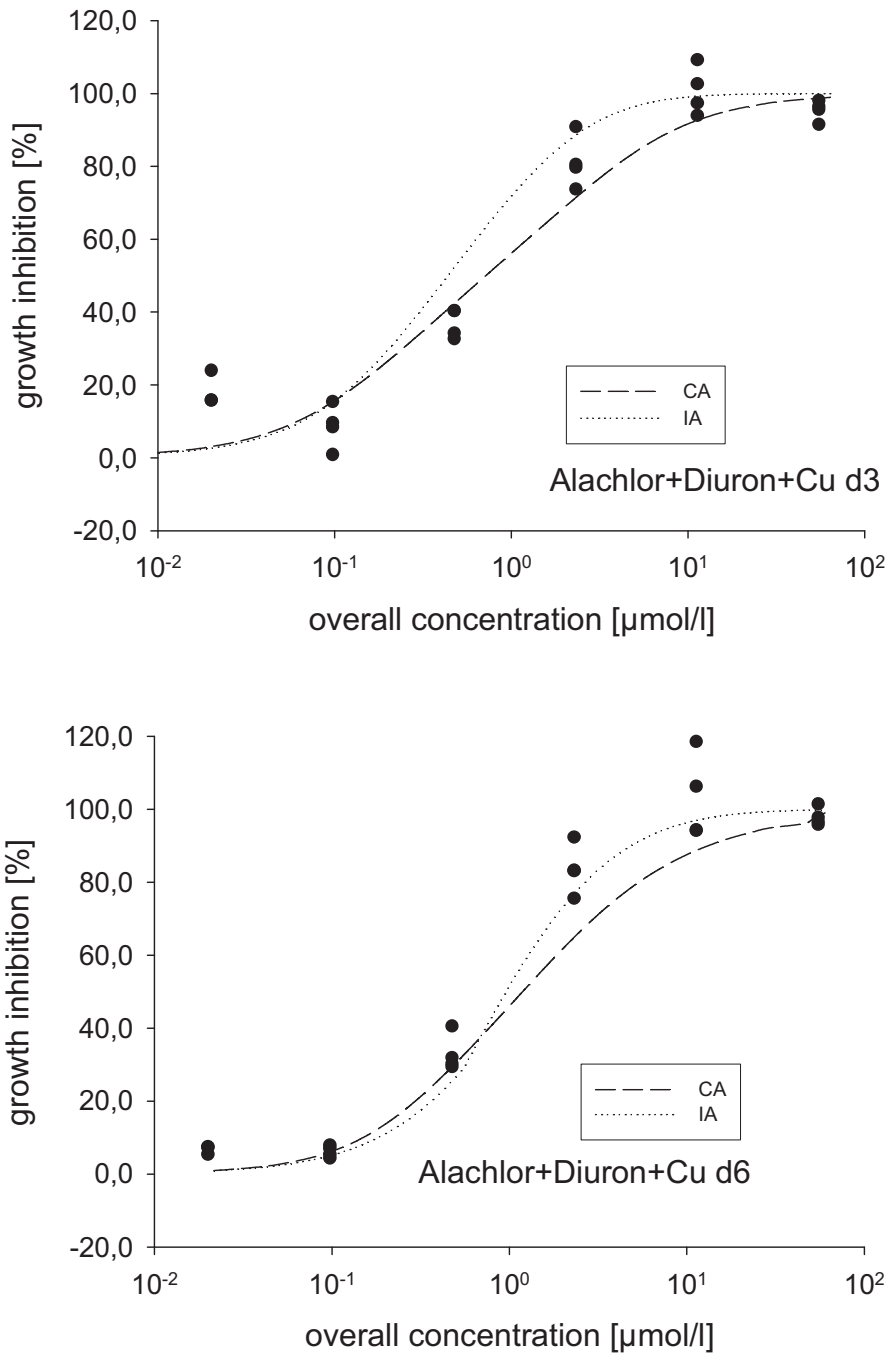 120,0
100,0
80,0
60,0
40,0
20,0
0,0
-20,0
growth inhibition [%]
CA
IA
Alachlor+Diuron+Cu d3
10-2 10-1 100 101 102
overall concentration [µmol/l]
120,0
100,0
80,0
60,0
40,0
20,0
0,0
-20,0
growth inhibition [%]
CA
IA
Alachlor+Diuron+Cu d6
10-2 10-1 100 101 102
overall concentration [µmol/l]